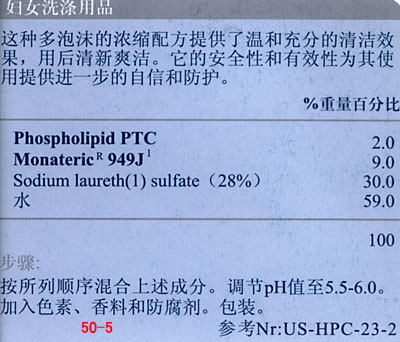 妇女洗涤用品
这种多泡沫的浓缩配方提供了温和充分的清洁效
果，用后清新爽洁。它的安全性和有效性为其使
用提供进一步的自信和防护。
%重量百分比
Phospholipid PTC 2.0
Monateric R 949J 1 9.0
Sodium laureth(1) sulfate（28%） 30.0
水 59.0
100
步骤:
按所列顺序混合上述成分。调节pH值至5.5-6.0。
加入色素、香料和防腐剂。包装。
50-5 参考Nr:US-HPC-23-2